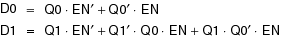 D0 = Q0 · EN′ + Q0′ · EN
D1 = Q1 · EN′ + Q1′ · Q0 · EN + Q1 · Q0′ · EN